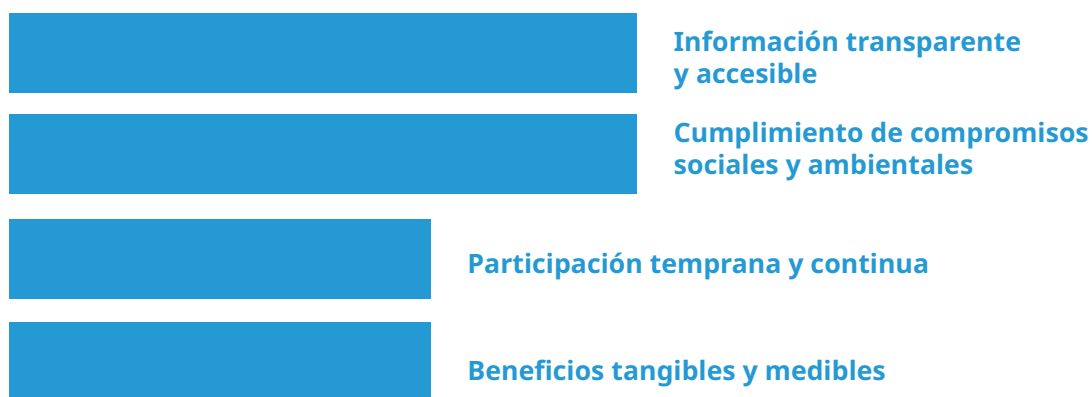 Información transparente
y accesible
Cumplimiento de compromisos
sociales y ambientales
Participación temprana y continua
Beneficios tangibles y medibles